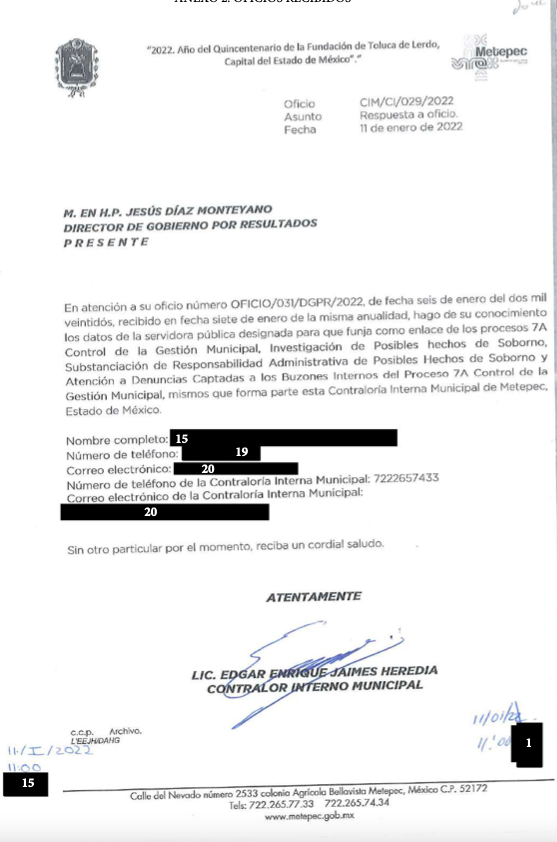 ANEXO 2. OFICIOS RECIBIDOS
"2022. Año del Quincentenario de la Fundación de Toluca de Lerdo,
Capital del Estado de México"."
Metepec
Oficio CIM/CI/029/2022
Asunto Respuesta a oficio.
Fecha 11 de enero de 2022
M. EN H.P. JESÚS DÍAZ MONTEYANO
DIRECTOR DE GOBIERNO POR RESULTADOS
P R E S E N T E
En atención a su oficio número OFICIO/031/DGPR/2022, de fecha seis de enero del dos mil
veintidós, recibido en fecha siete de enero de la misma anualidad, hago de su conocimiento
los datos de la servidora pública designada para que funja como enlace de los procesos 7A
Control de la Gestión Municipal, Investigación de Posibles hechos de Soborno,
Substanciación de Responsabilidad Administrativa de Posibles Hechos de Soborno y
Atención a Denuncias Captadas a los Buzones Internos del Proceso 7A Control de la
Gestión Municipal, mismos que forma parte esta Contraloría Interna Municipal de Metepec,
Estado de México.
Nombre completo: 15
Número de teléfono: 19
Correo electrónico: 20
Número de teléfono de la Contraloría Interna Municipal: 7222657433
Correo electrónico de la Contraloría Interna Municipal:
20
Sin otro particular por el momento, reciba un cordial saludo.
ATENTAMENTE
LIC. EDGAR ENRIQUE JAIMES HEREDIA
CONTRALOR INTERNO MUNICIPAL
c.c.p. Archivo.
L'EEJH/DAHG
11/I/2022
11:00
15
11/01/22
11:00
1
Calle del Nevado número 2533 colonia Agrícola Bellavista Metepec, México C.P. 52172
Tels: 722.265.77.33 722.265.74.34
www.metepec.gob.mx